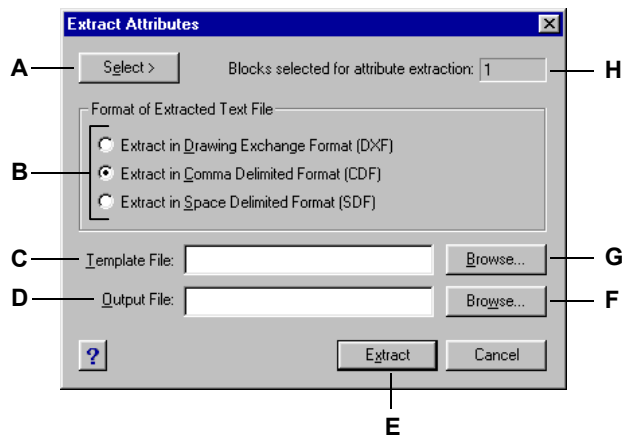 Extract Attributes
A Select > Blocks selected for attribute extraction: 1 H
Format of Extracted Text File
Extract in Drawing Exchange Format (DXF)
B Extract in Comma Delimited Format (CDF)
Extract in Space Delimited Format (SDF)
C Template File: Browse... G
D Output File: Browse... F
? Extract Cancel
E